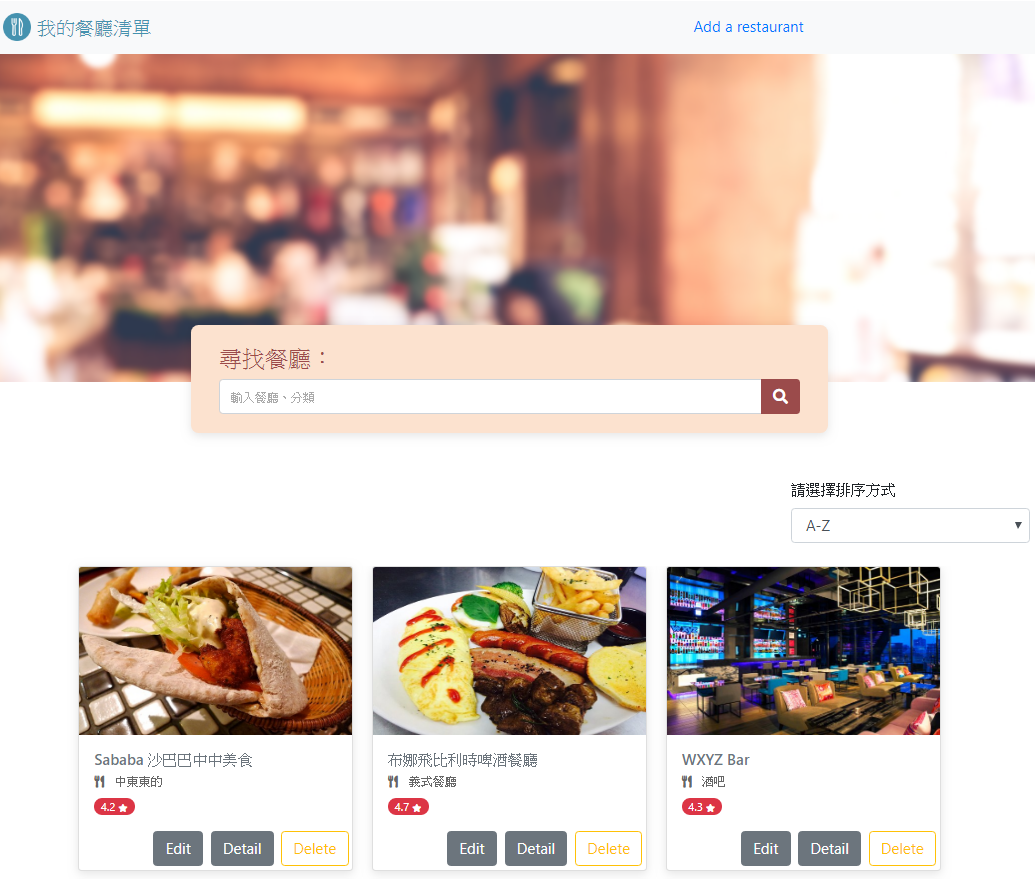 我的餐廳清單
Add a restaurant
尋找餐廳：
輸入餐廳、分類
請選擇排序方式
A-Z
Sababa 沙巴巴中中美食
中東東的
4.2
Edit Detail Delete
布娜飛比利時啤酒餐廳
義式餐廳
4.7
Edit Detail Delete
WXYZ Bar
酒吧
4.3
Edit Detail Delete